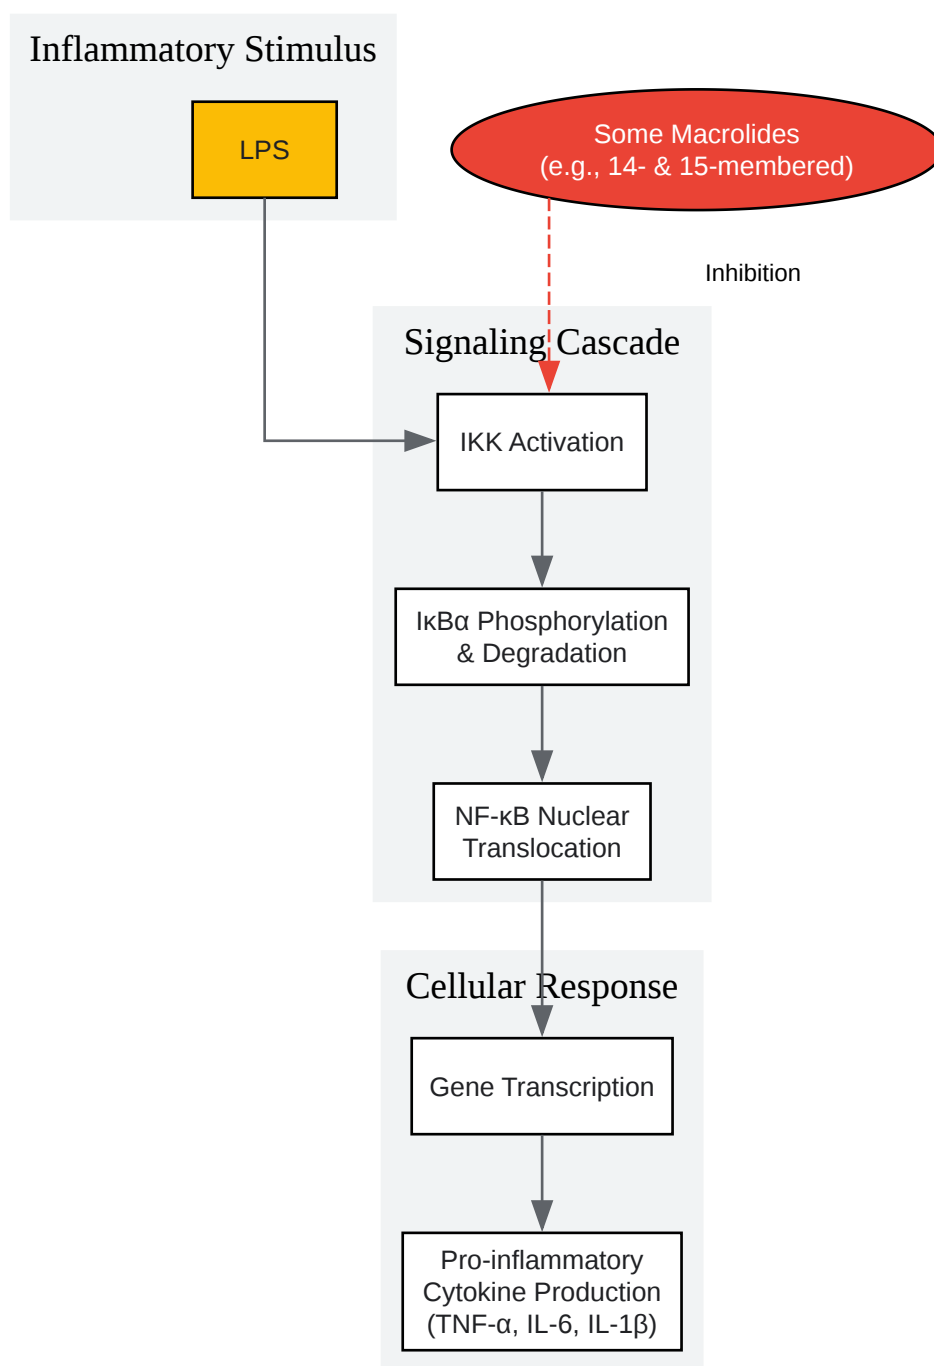 Inflammatory Stimulus
LPS
Some Macrolides
(e.g., 14- & 15-membered)
Inhibition
Signaling Cascade
IKK Activation
IκBα Phosphorylation
& Degradation
NF-κB Nuclear
Translocation
Cellular Response
Gene Transcription
Pro-inflammatory
Cytokine Production
(TNF-α, IL-6, IL-1β)